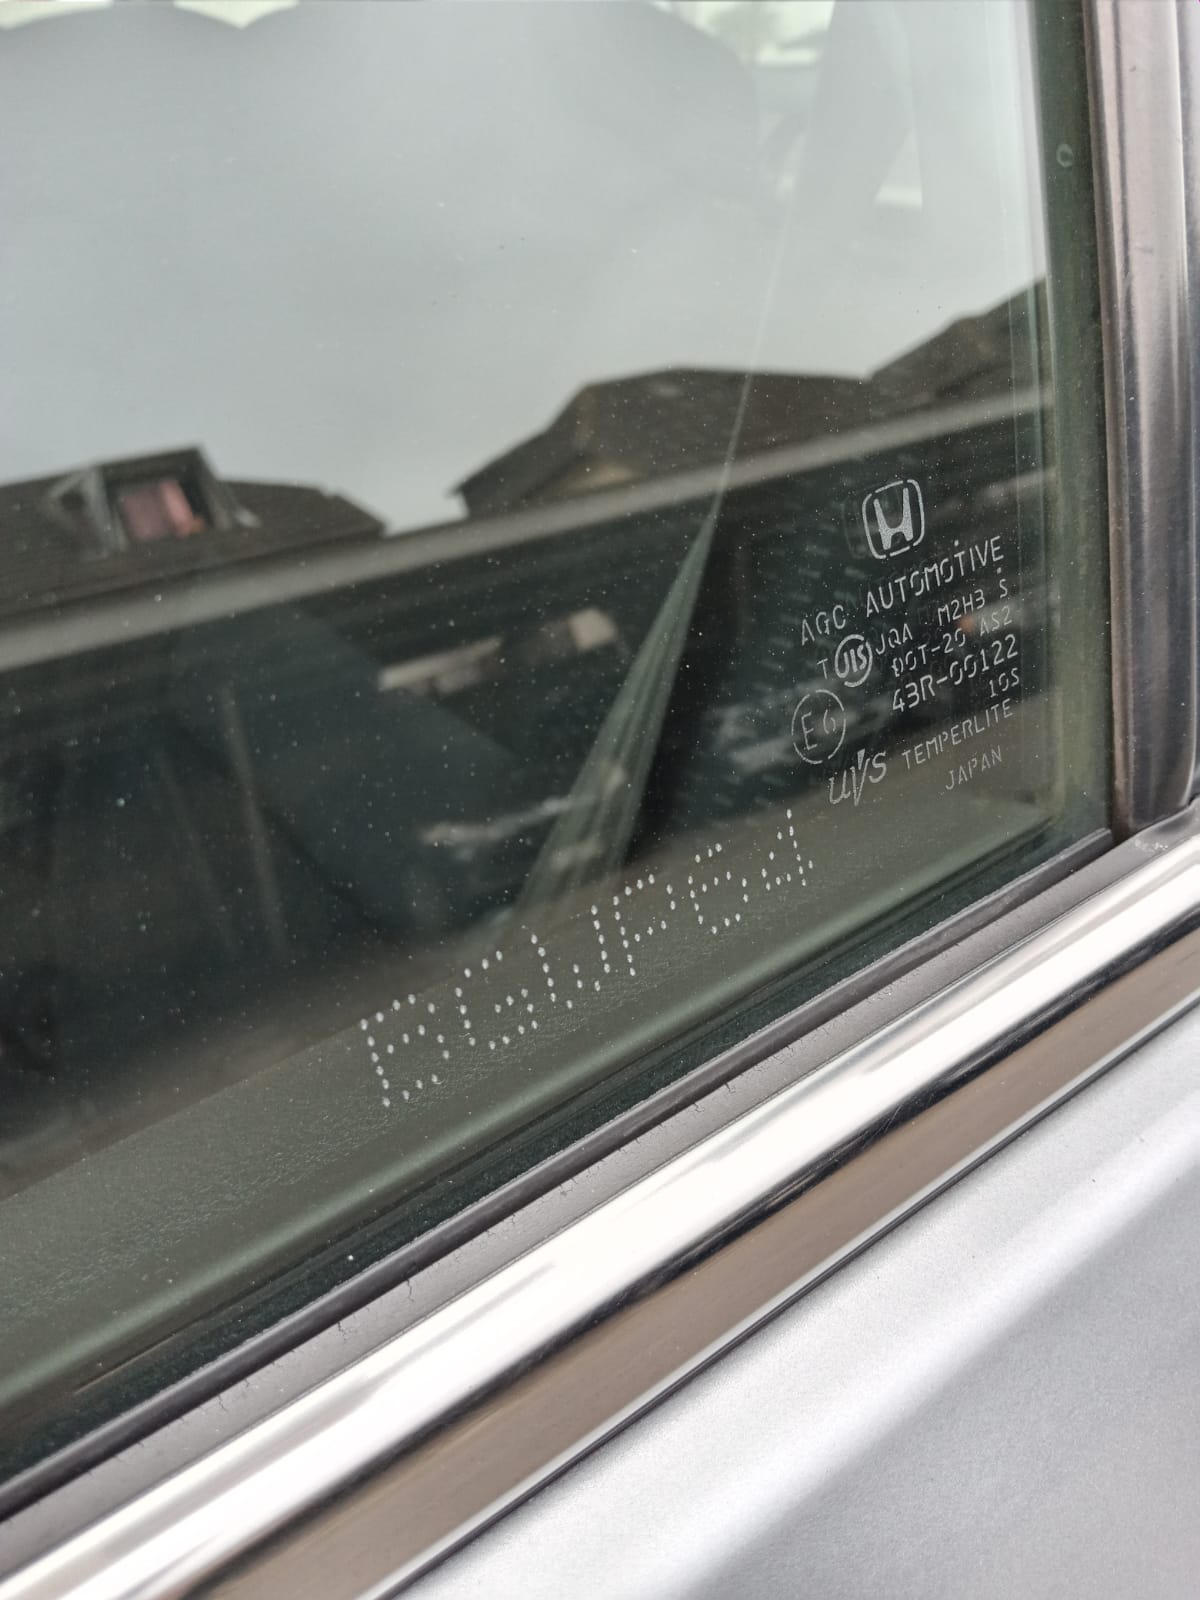 H
AGC AUTOMOTIVE
T JIS JQA M2H3 S
DOT-20 AS2
43R-00122
E6 10S
UVS TEMPERLITE
JAPAN